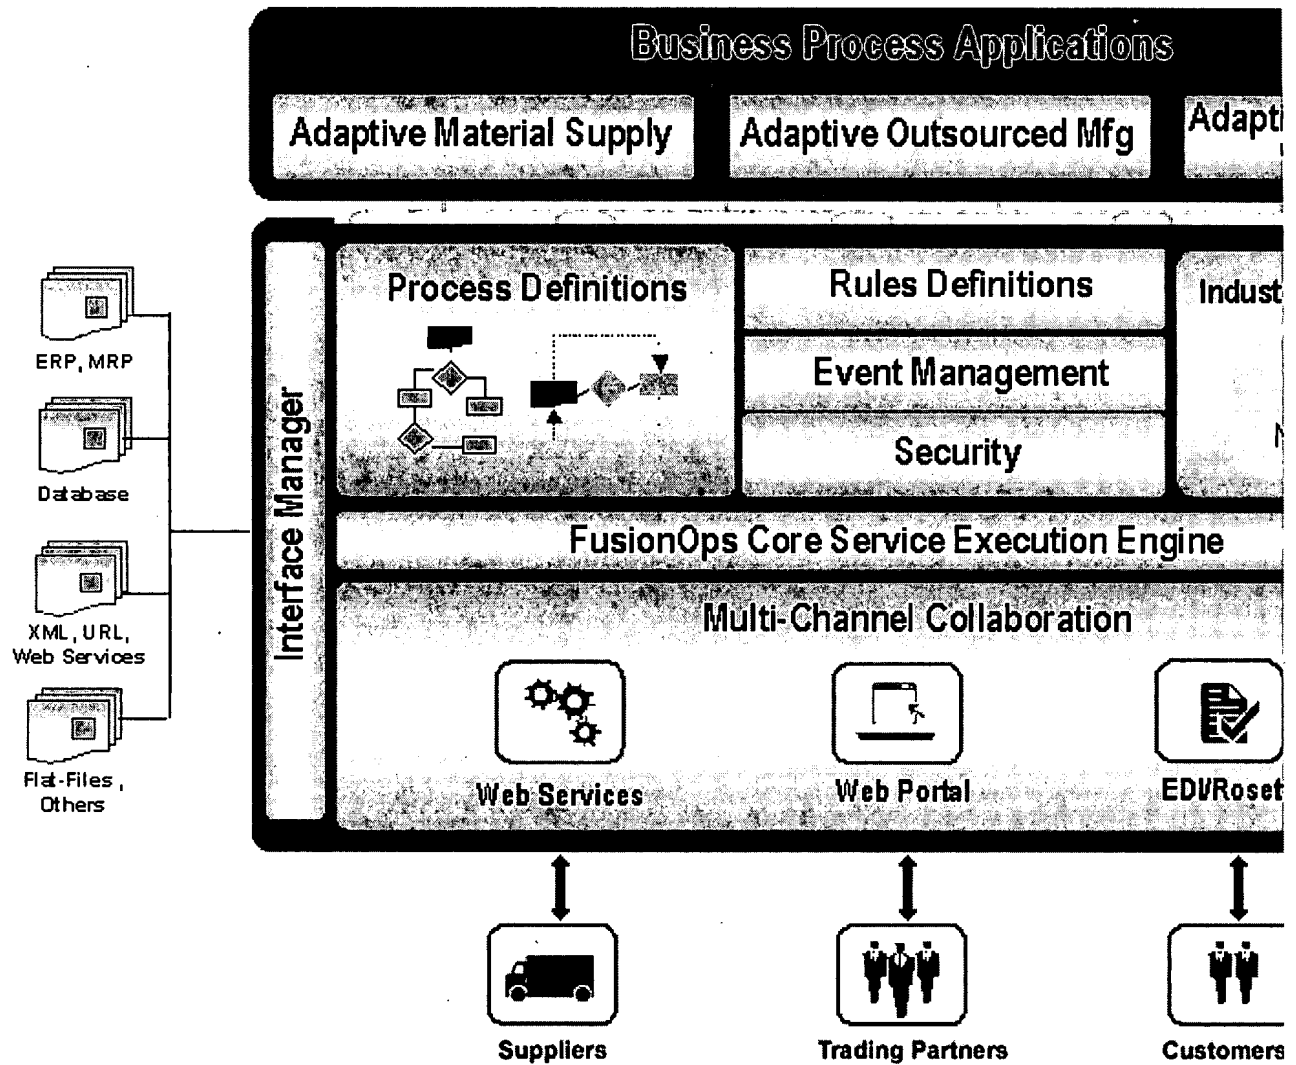 Business Process Applications
Adaptive Material Supply
Adaptive Outsourced Mfg
Interface Manager
Process Definitions
Rules Definitions
Event Management
Security
ERP, MRP
Database
XML, URL,
Web Services
Flat-Files,
Others
FusionOps Core Service Execution Engine
Multi-Channel Collaboration
Web Services
Web Portal
Suppliers
Trading Partners
Customers